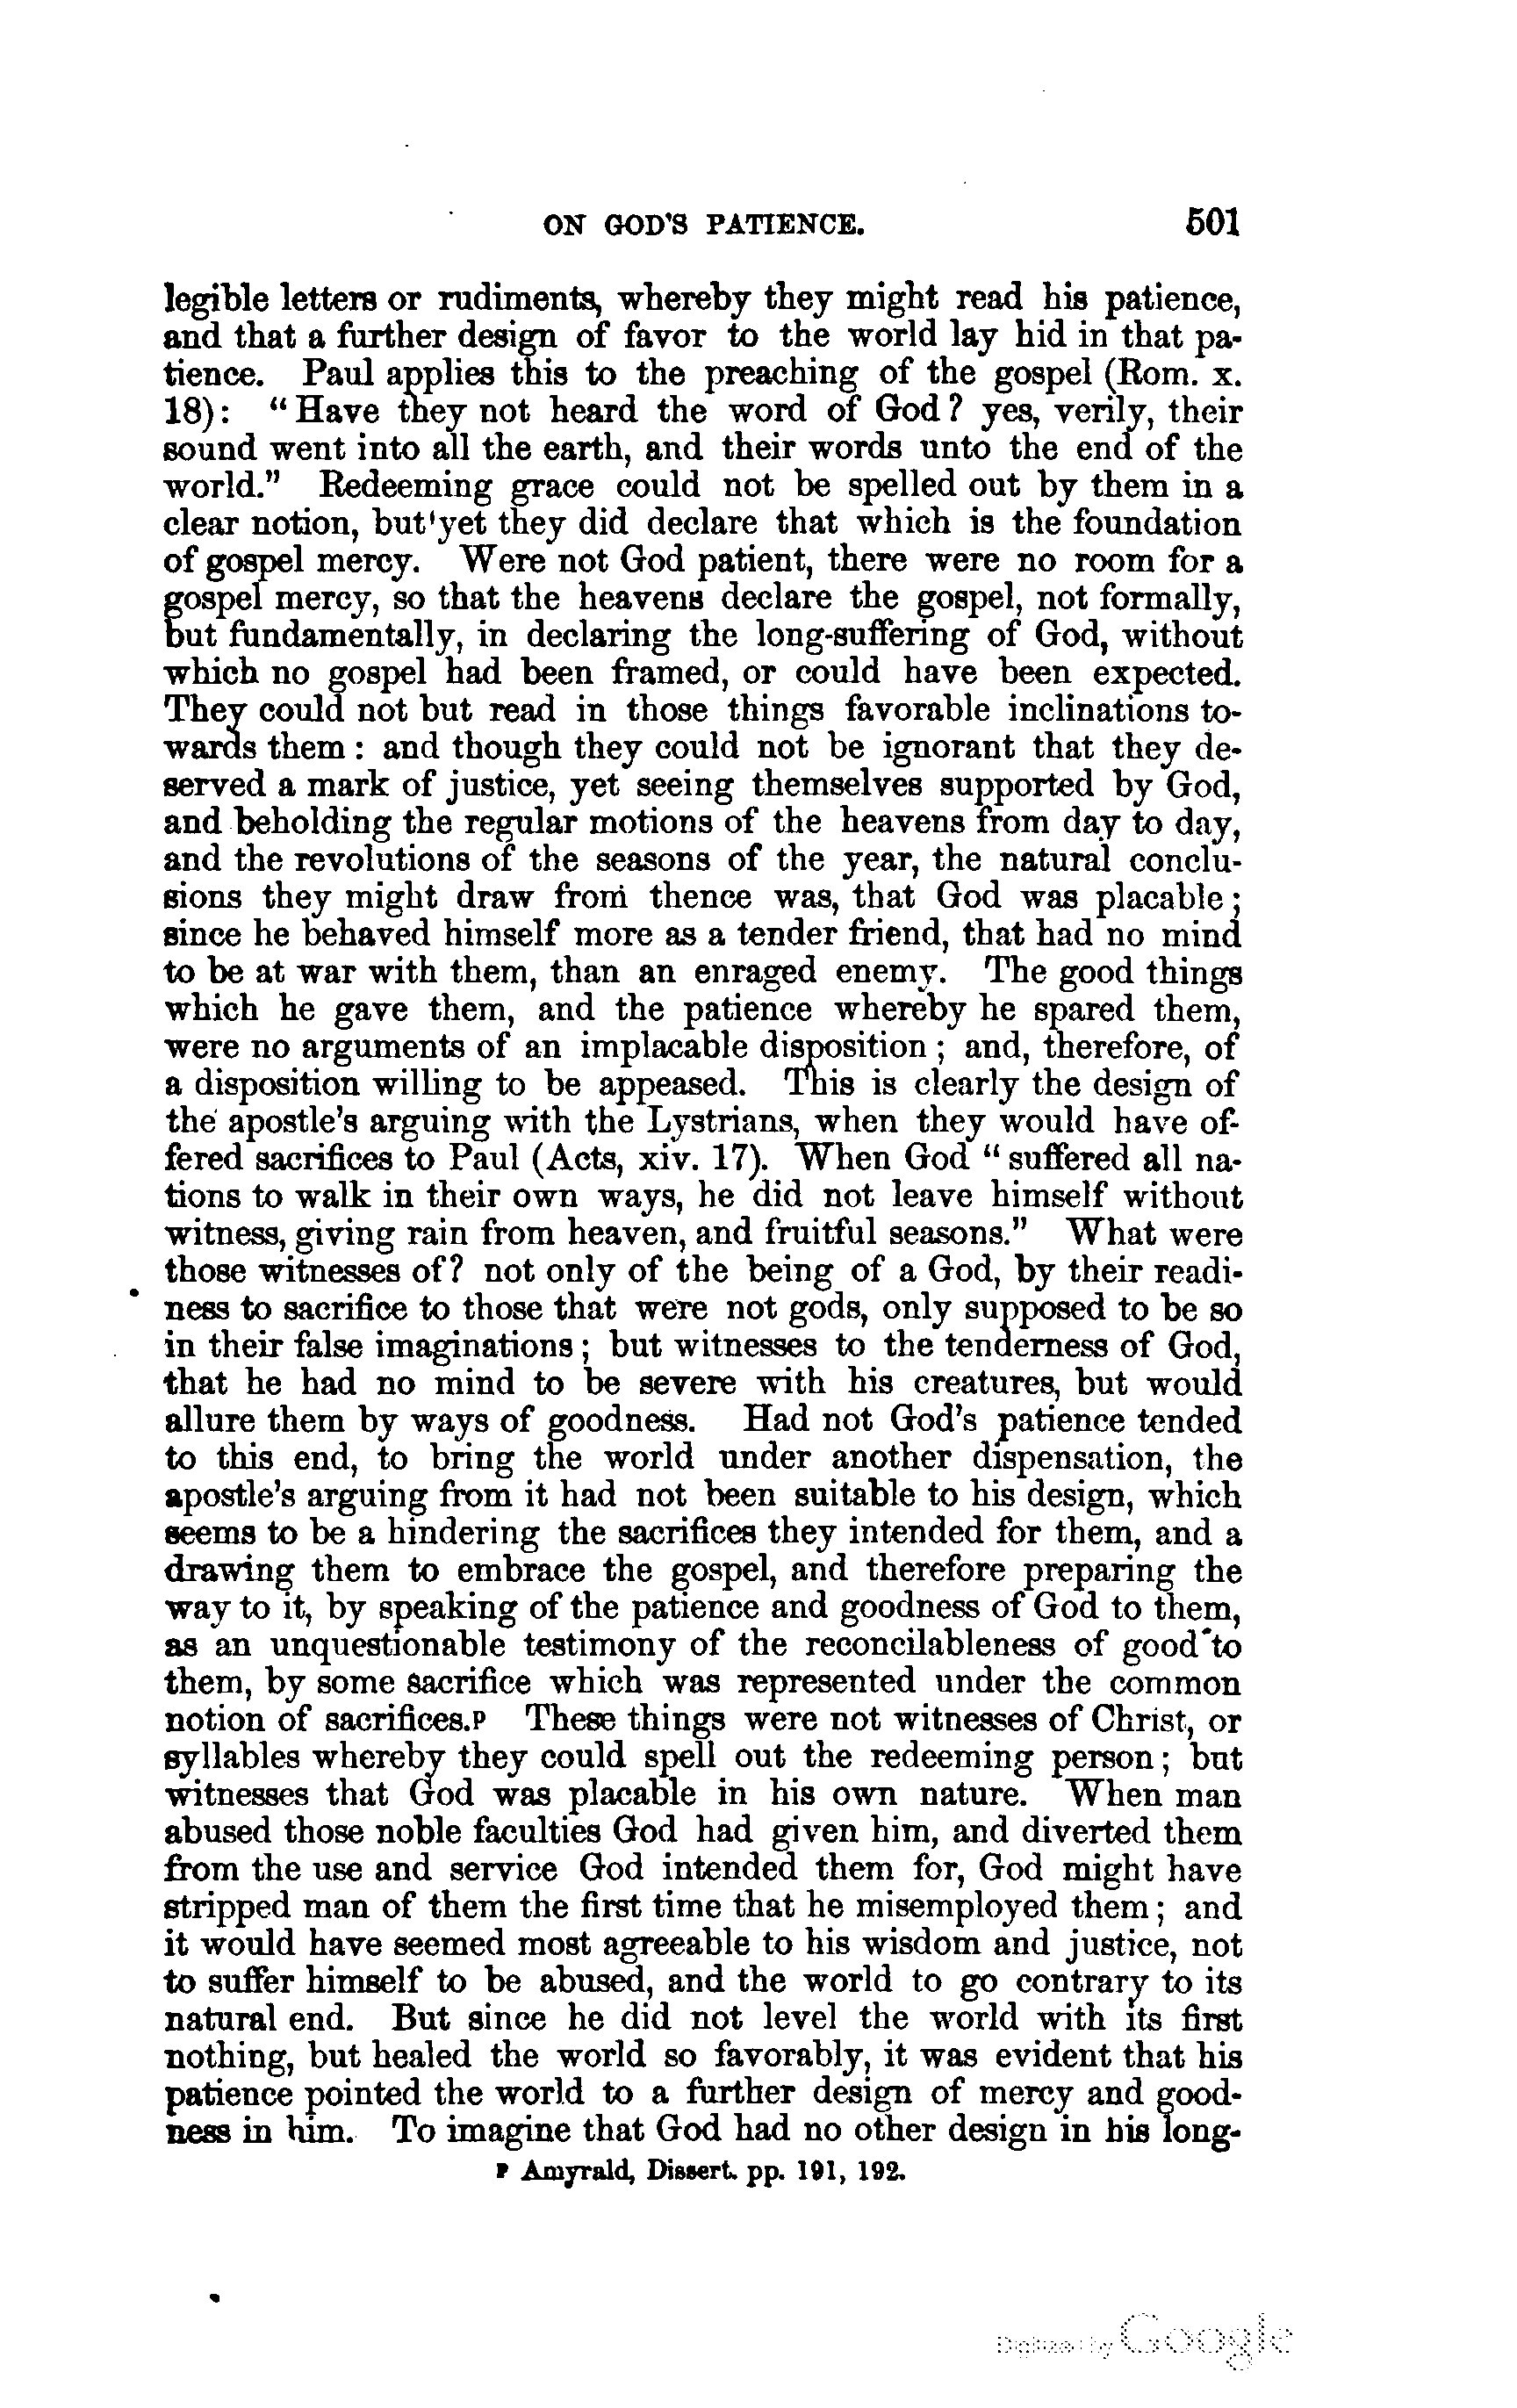 ON GOD'S PATIENCE. 501
legible letters or rudiments, whereby they might read his patience,
and that a further design of favor to the world lay hid in that pa-
tience. Paul applies this to the preaching of the gospel (Rom. x.
18): "Have they not heard the word of God? yes, verily, their
sound went into all the earth, and their words unto the end of the
world." Redeeming grace could not be spelled out by them in a
clear notion, but yet they did declare that which is the foundation
of gospel mercy. Were not God patient, there were no room for a
gospel mercy, so that the heavens declare the gospel, not formally,
but fundamentally, in declaring the long-suffering of God, without
which no gospel had been framed, or could have been expected.
They could not but read in those things favorable inclinations to-
wards them: and though they could not be ignorant that they de-
served a mark of justice, yet seeing themselves supported by God,
and beholding the regular motions of the heavens from day to day,
and the revolutions of the seasons of the year, the natural conclu-
sions they might draw from thence was, that God was placable;
since he behaved himself more as a tender friend, that had no mind
to be at war with them, than an enraged enemy. The good things
which he gave them, and the patience whereby he spared them,
were no arguments of an implacable disposition; and, therefore, of
a disposition willing to be appeased. This is clearly the design of
the apostle's arguing with the Lystrians, when they would have of-
fered sacrifices to Paul (Acts, xiv. 17). When God "suffered all na-
tions to walk in their own ways, he did not leave himself without
witness, giving rain from heaven, and fruitful seasons." What were
those witnesses of? not only of the being of a God, by their readi-
ness to sacrifice to those that were not gods, only supposed to be so
in their false imaginations; but witnesses to the tenderness of God,
that he had no mind to be severe with his creatures, but would
allure them by ways of goodness. Had not God's patience tended
to this end, to bring the world under another dispensation, the
apostle's arguing from it had not been suitable to his design, which
seems to be a hindering the sacrifices they intended for them, and a
drawing them to embrace the gospel, and therefore preparing the
way to it, by speaking of the patience and goodness of God to them,
as an unquestionable testimony of the reconcilableness of good to
them, by some sacrifice which was represented under the common
notion of sacrifices.p These things were not witnesses of Christ, or
syllables whereby they could spell out the redeeming person; but
witnesses that God was placable in his own nature. When man
abused those noble faculties God had given him, and diverted them
from the use and service God intended them for, God might have
stripped man of them the first time that he misemployed them; and
it would have seemed most agreeable to his wisdom and justice, not
to suffer himself to be abused, and the world to go contrary to its
natural end. But since he did not level the world with its first
nothing, but healed the world so favorably, it was evident that his
patience pointed the world to a further design of mercy and good-
ness in him. To imagine that God had no other design in his long-
p Amyrald, Dissert. pp. 191, 192.
Digitized by Google